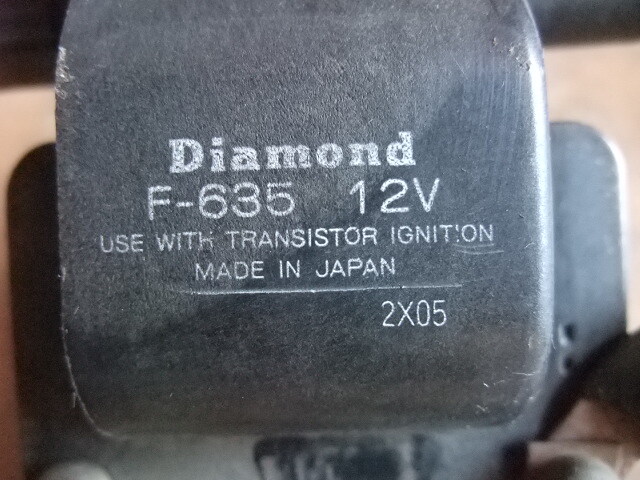 Diamond
F-635 12V
USE WITH TRANSISTOR IGNITION
MADE IN JAPAN
2X05